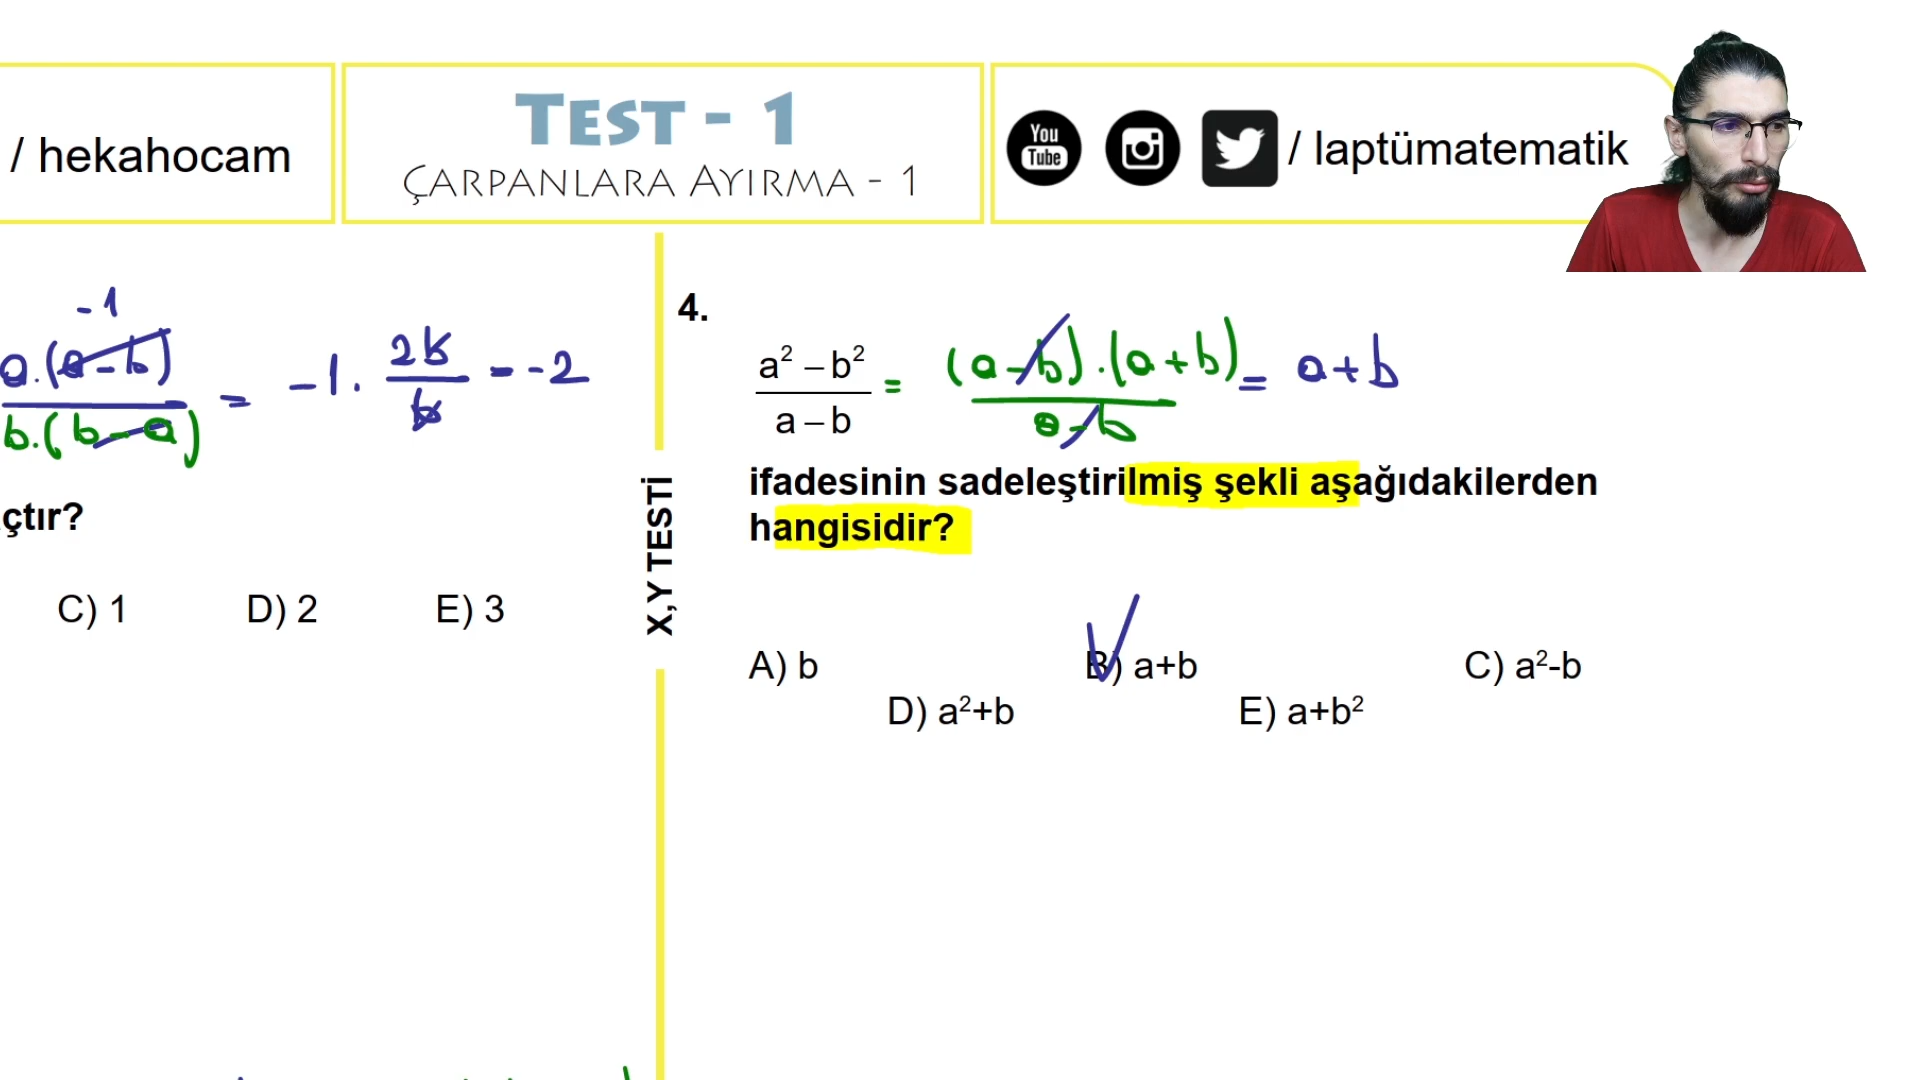 / hekahocam
TEST - 1
ÇARPANLARA AYIRMA - 1
You
Tube
/ laptümatematik
-1
a.(a-b)
b.(b-a)
= -1. 2b/b = -2
çtır?
C) 1 D) 2 E) 3
X,Y TESTİ
4.
a² – b² / a – b = (a-b).(a+b) / a-b = a+b
ifadesinin sadeleştirilmiş şekli aşağıdakilerden
hangisidir?
A) b B) a+b C) a²-b
D) a²+b E) a+b²